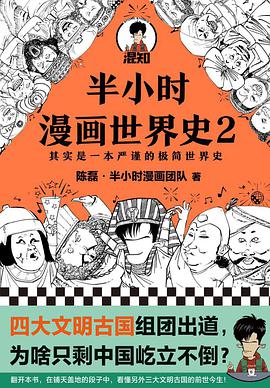 混知
半小时
漫画世界史2
其实是一本严谨的极简世界史
陈磊·半小时漫画团队 著
四大文明古国组团出道，
为啥只剩中国屹立不倒？
翻开本书，在铺天盖地的段子中，看懂另外三大文明古国的前世今生！